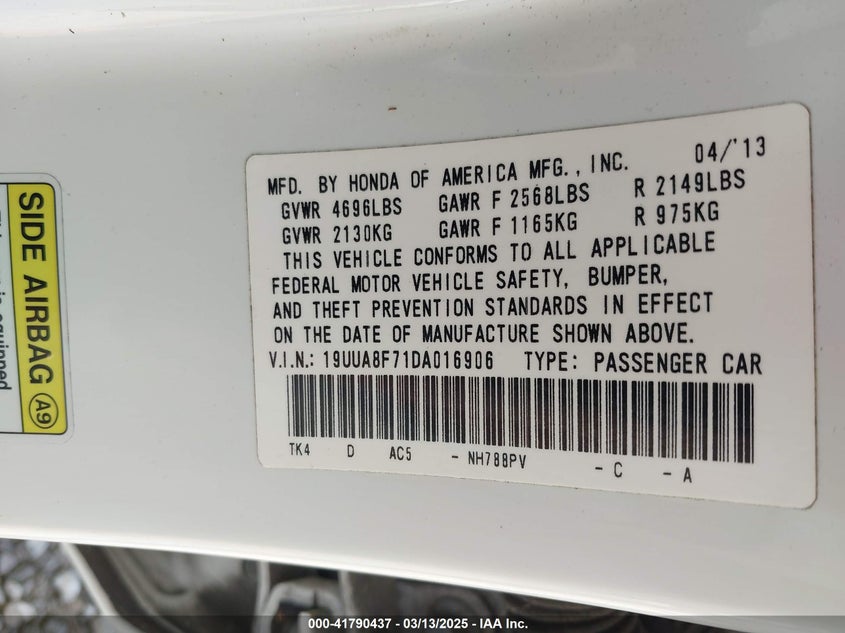 04/'13
MFD. BY HONDA OF AMERICA MFG., INC.
GVWR 4696LBS GAWR F 2568LBS R 2149LBS
GVWR 2130KG GAWR F 1165KG R 975KG
THIS VEHICLE CONFORMS TO ALL APPLICABLE
FEDERAL MOTOR VEHICLE SAFETY, BUMPER,
AND THEFT PREVENTION STANDARDS IN EFFECT
ON THE DATE OF MANUFACTURE SHOWN ABOVE.
V.I.N.: 19UUA8F71DA016906 TYPE: PASSENGER CAR
TK4 D AC5 - NH788PV - C - A
SIDE AIRBAG A9
is equipped
000-41790437 - 03/13/2025 - IAA Inc.